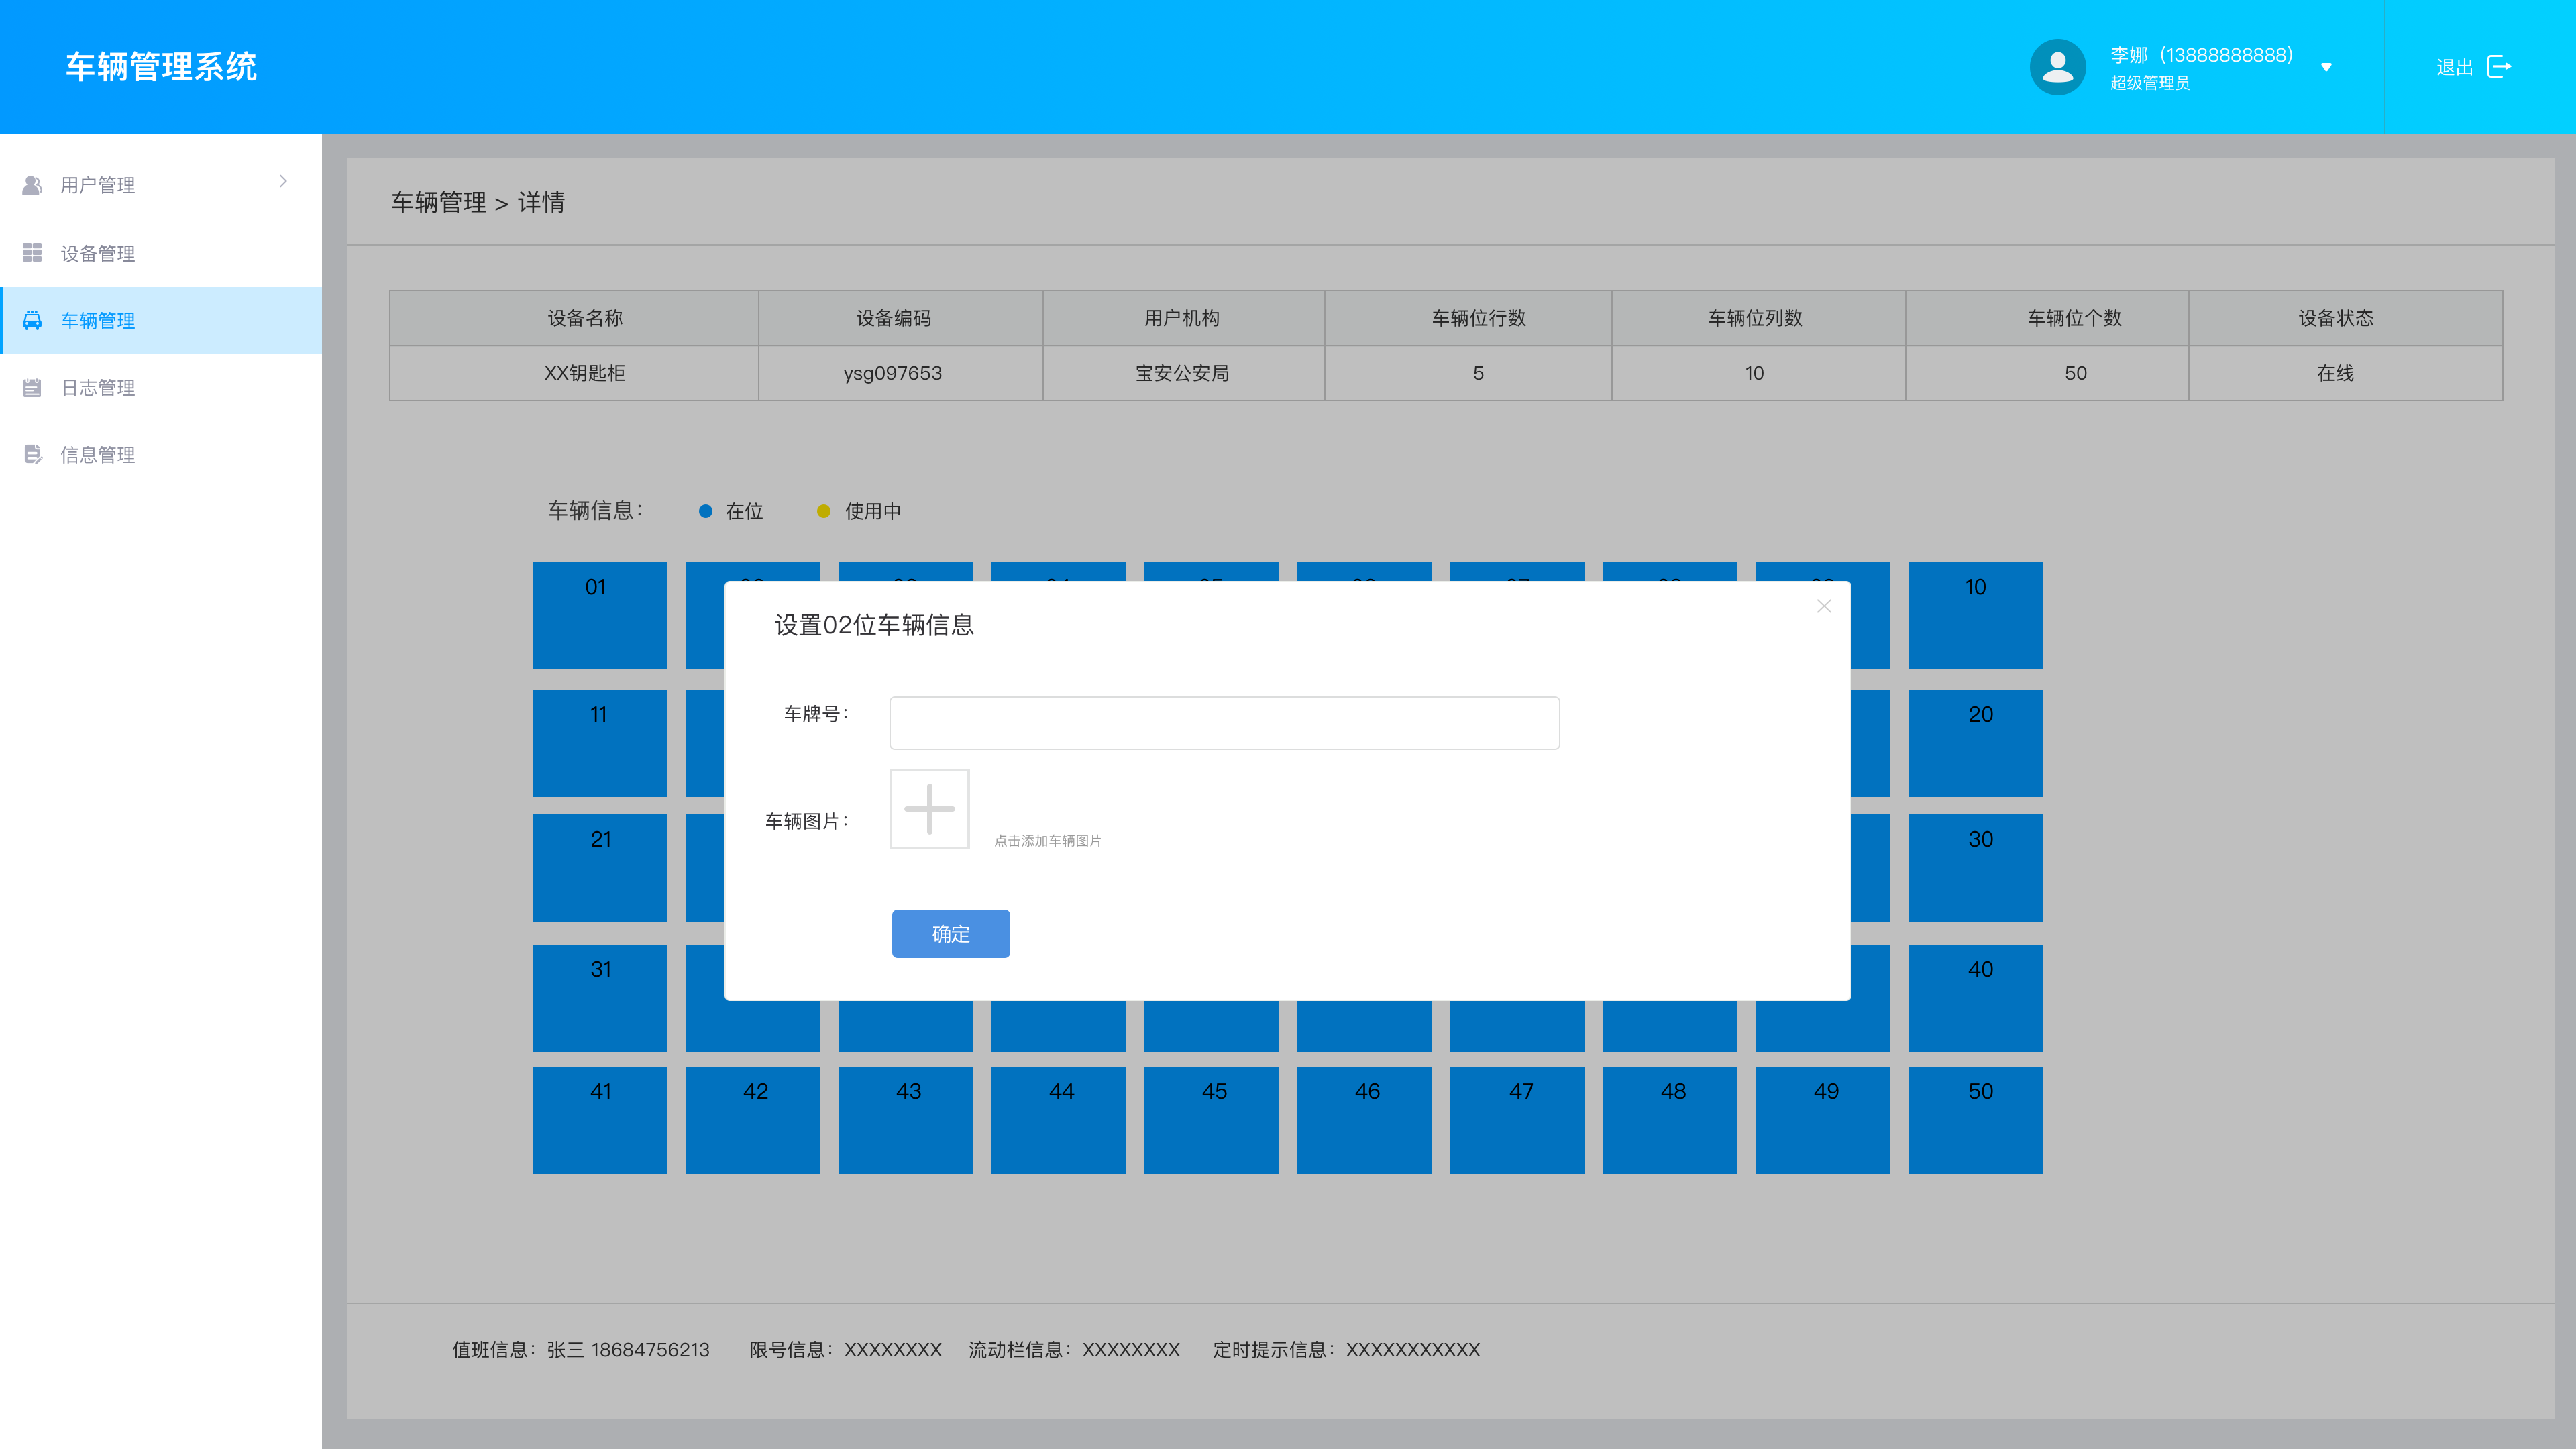 车辆管理系统
李娜（13888888888）
超级管理员
退出
用户管理
设备管理
车辆管理
日志管理
信息管理
车辆管理 > 详情
设备名称 设备编码 用户机构 车辆位行数 车辆位列数 车辆位个数 设备状态
XX钥匙柜 ysg097653 宝安公安局 5 10 50 在线
车辆信息： 在位 使用中
01 10
设置02位车辆信息
11 20
车牌号：
21 30
车辆图片：
点击添加车辆图片
确定
31 40
41 42 43 44 45 46 47 48 49 50
值班信息：张三 18684756213 限号信息：XXXXXXXX 流动栏信息：XXXXXXXX 定时提示信息：XXXXXXXXXXX